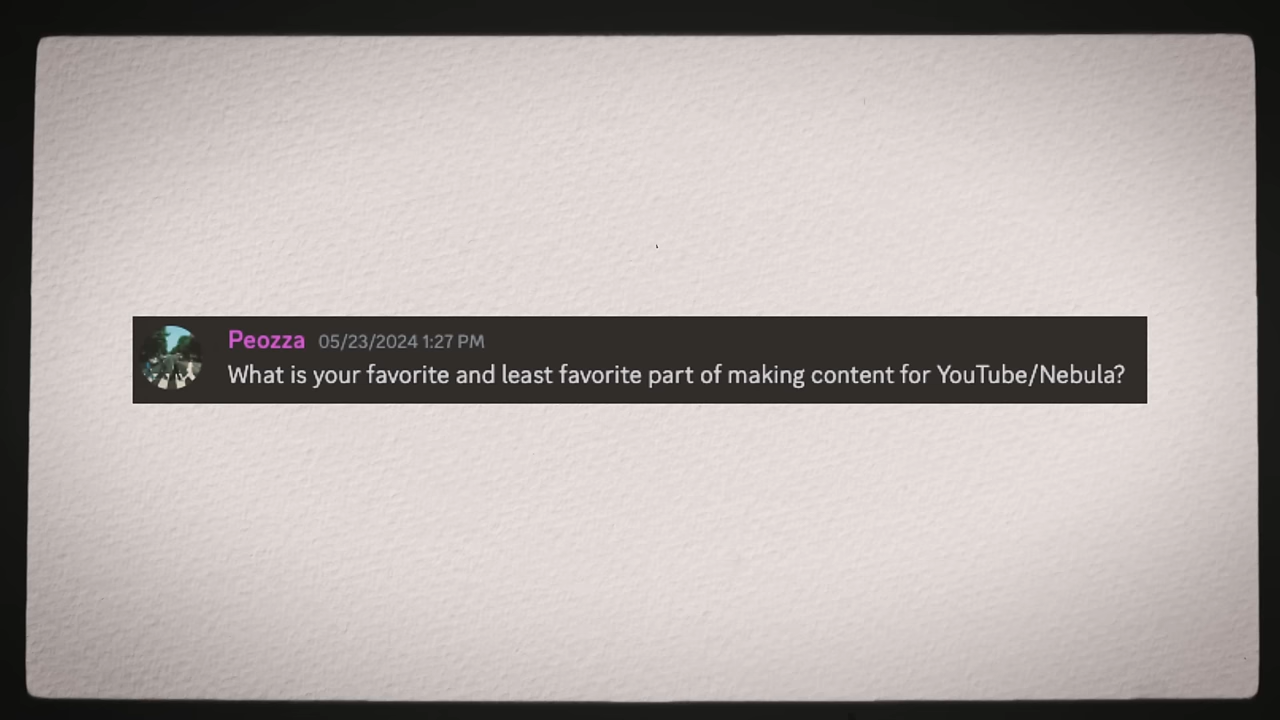 Peozza 05/23/2024 1:27 PM
What is your favorite and least favorite part of making content for YouTube/Nebula?